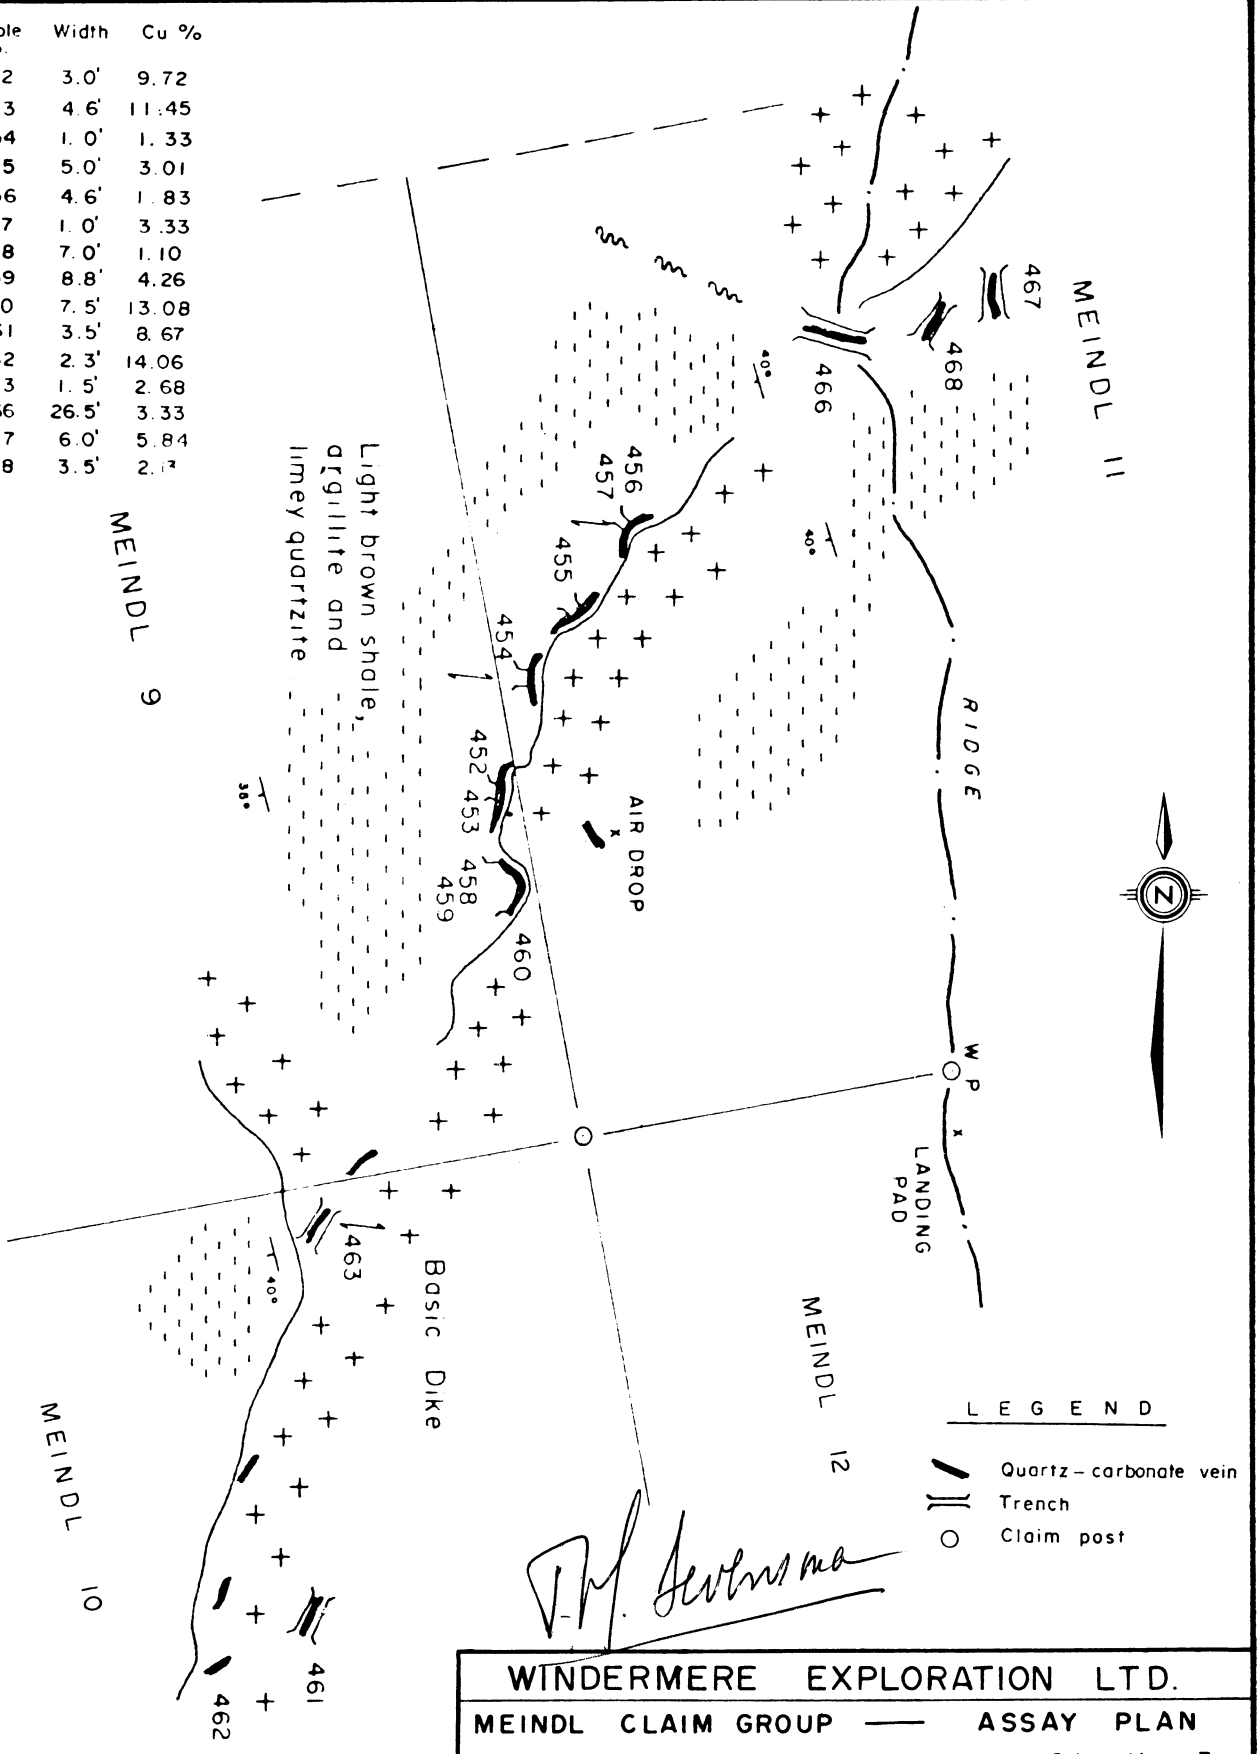 Width Cu %
2 3.0' 9.72
3 4.6' 11.45
4 1.0' 1.33
5 5.0' 3.01
6 4.6' 1.83
7 1.0' 3.33
8 7.0' 1.10
9 8.8' 4.26
0 7.5' 13.08
1 3.5' 8.67
2 2.3' 14.06
3 1.5' 2.68
6 26.5' 3.33
7 6.0' 5.84
8 3.5'
MEINDL 11
467
468
466
40°
40°
456
457
455
454
452
453
458
459
460
Light brown shale,
argillite and
limey quartzite
38°
MEINDL 9
RIDGE
AIR DROP
x
N
W P
x
LANDING
PAD
463
40°
Basic Dike
MEINDL 12
MEINDL 10
461
462
LEGEND
Quartz-carbonate vein
Trench
Claim post
WINDERMERE EXPLORATION LTD.
MEINDL CLAIM GROUP — ASSAY PLAN